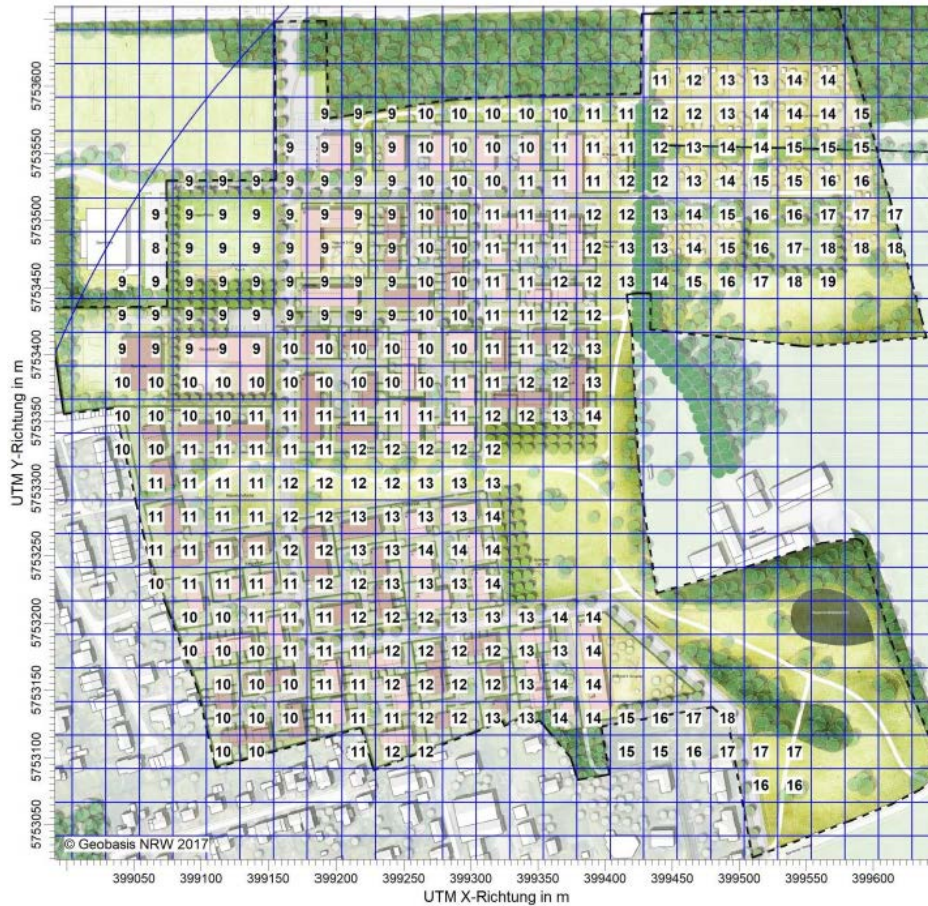 UTM Y-Richtung in m
5753600
5753550
5753500
5753450
5753400
5753350
5753300
5753250
5753200
5753150
5753100
5753050
11 12 13 13 14 14
9 9 9 10 10 10 10 10 11 11 12 12 13 14 14 14 15
9 9 9 9 10 10 10 10 11 11 11 12 13 14 14 15 15 15
9 9 9 9 9 9 9 10 10 10 11 11 11 12 12 13 14 15 15 16 16
9 9 9 9 9 9 9 9 10 10 11 11 11 12 12 13 14 15 16 16 17 17 17
8 9 9 9 9 9 9 9 10 10 11 11 11 12 13 13 14 15 16 17 18 18 18
9 9 9 9 9 9 9 9 9 10 10 11 11 12 12 13 14 15 16 17 18 19
9 9 9 9 9 9 9 9 9 10 10 11 11 12 12
9 9 9 9 9 10 10 10 10 10 10 11 11 12 13
10 10 10 10 10 10 10 10 10 10 11 11 12 12 13
10 10 10 10 11 11 11 11 11 11 11 12 12 13 14
10 10 11 11 11 11 11 12 12 12 12 12
11 11 11 11 12 12 12 12 13 13 13
11 11 11 11 12 12 13 13 13 13 14
11 11 11 11 12 12 13 13 14 14 14
10 11 11 11 11 12 12 13 13 13 14
10 10 11 11 11 12 12 13 13 13 13 14 14
10 10 10 11 11 11 12 12 12 12 13 13 14
10 10 10 11 11 12 12 12 12 13 14 14
10 10 11 11 11 12 12 13 13 14 14 15 16 17 18
10 10 11 12 12 15 15 16 17 17 17
16 16
© Geobasis NRW 2017
399050 399100 399150 399200 399250 399300 399350 399400 399450 399500 399550 399600
UTM X-Richtung in m